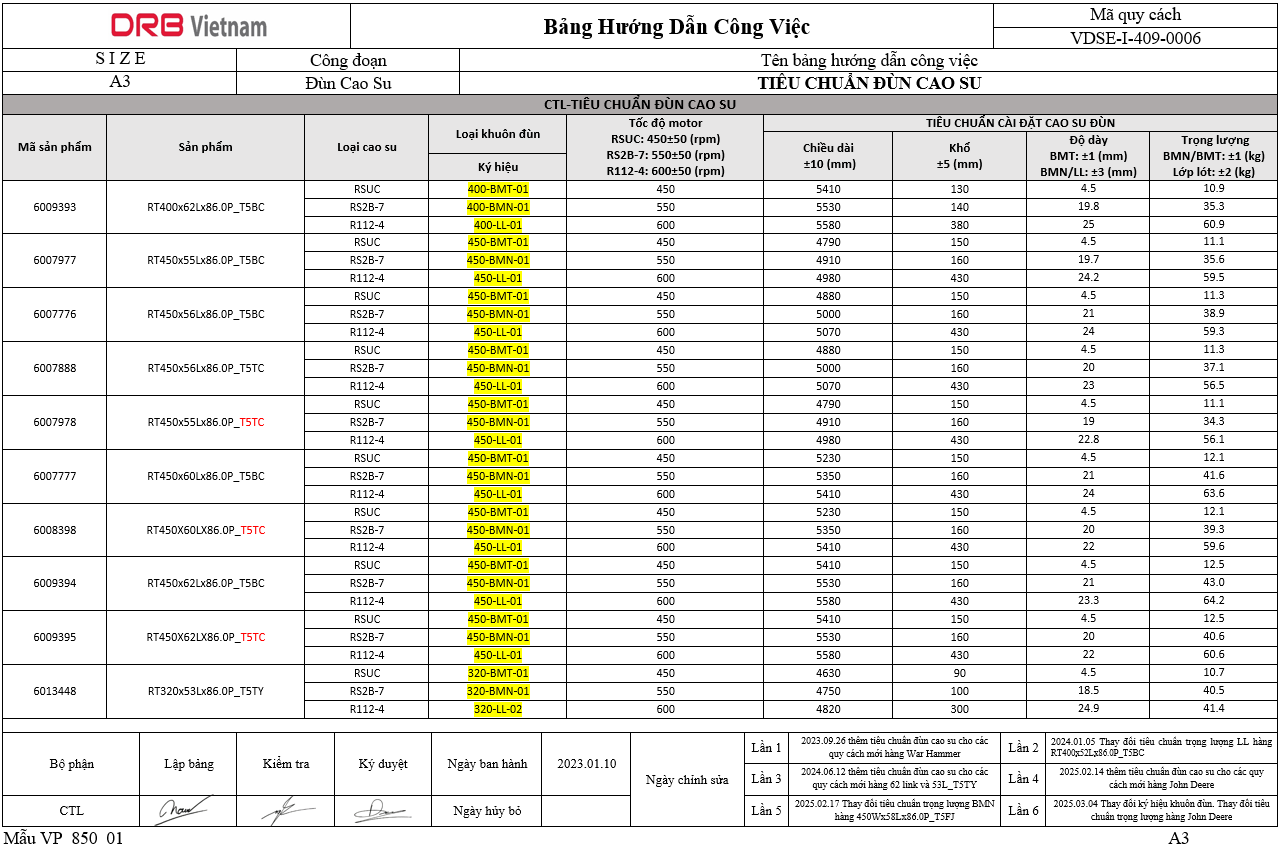 DRB Vietnam
Bảng Hướng Dẫn Công Việc
Mã quy cách
VDSE-I-409-0006
S I Z E
Công đoạn
Tên bảng hướng dẫn công việc
A3
Đùn Cao Su
TIÊU CHUẨN ĐÙN CAO SU
CTL-TIÊU CHUẨN ĐÙN CAO SU
Mã sản phẩm
Sản phẩm
Loại cao su
Loại khuôn đùn
Ký hiệu
Tốc độ motor
RSUC: 450±50 (rpm)
RS2B-7: 550±50 (rpm)
R112-4: 600±50 (rpm)
TIÊU CHUẨN CÀI ĐẶT CAO SU ĐÙN
Chiều dài
±10 (mm)
Khổ
±5 (mm)
Độ dày
BMT: ±1 (mm)
BMN/LL: ±3 (mm)
Trọng lượng
BMN/BMT: ±1 (kg)
Lớp lót: ±2 (kg)
6009393 RT400x62Lx86.0P_T5BC
RSUC 400-BMT-01 450 5410 130 4.5 10.9
RS2B-7 400-BMN-01 550 5530 140 19.8 35.3
R112-4 400-LL-01 600 5580 380 25 60.9
6007977 RT450x55Lx86.0P_T5BC
RSUC 450-BMT-01 450 4790 150 4.5 11.1
RS2B-7 450-BMN-01 550 4910 160 19.7 35.6
R112-4 450-LL-01 600 4980 430 24.2 59.5
6007776 RT450x56Lx86.0P_T5BC
RSUC 450-BMT-01 450 4880 150 4.5 11.3
RS2B-7 450-BMN-01 550 5000 160 21 38.9
R112-4 450-LL-01 600 5070 430 24 59.3
6007888 RT450x56Lx86.0P_T5TC
RSUC 450-BMT-01 450 4880 150 4.5 11.3
RS2B-7 450-BMN-01 550 5000 160 20 37.1
R112-4 450-LL-01 600 5070 430 23 56.5
6007978 RT450x55Lx86.0P_T5TC
RSUC 450-BMT-01 450 4790 150 4.5 11.1
RS2B-7 450-BMN-01 550 4910 160 19 34.3
R112-4 450-LL-01 600 4980 430 22.8 56.1
6007777 RT450x60Lx86.0P_T5BC
RSUC 450-BMT-01 450 5230 150 4.5 12.1
RS2B-7 450-BMN-01 550 5350 160 21 41.6
R112-4 450-LL-01 600 5410 430 24 63.6
6008398 RT450X60LX86.0P_T5TC
RSUC 450-BMT-01 450 5230 150 4.5 12.1
RS2B-7 450-BMN-01 550 5350 160 20 39.3
R112-4 450-LL-01 600 5410 430 22 59.6
6009394 RT450x62Lx86.0P_T5BC
RSUC 450-BMT-01 450 5410 150 4.5 12.5
RS2B-7 450-BMN-01 550 5530 160 21 43.0
R112-4 450-LL-01 600 5580 430 23.3 64.2
6009395 RT450X62LX86.0P_T5TC
RSUC 450-BMT-01 450 5410 150 4.5 12.5
RS2B-7 450-BMN-01 550 5530 160 20 40.6
R112-4 450-LL-01 600 5580 430 22 60.6
6013448 RT320x53Lx86.0P_T5TY
RSUC 320-BMT-01 450 4630 90 4.5 10.7
RS2B-7 320-BMN-01 550 4750 100 18.5 40.5
R112-4 320-LL-02 600 4820 300 24.9 41.4
Bộ phận
Lập bảng
Kiểm tra
Ký duyệt
Ngày ban hành
2023.01.10
Ngày chỉnh sửa
Lần 1
2023.09.26 thêm tiêu chuẩn đùn cao su cho các
quy cách mới hàng War Hammer
Lần 2
2024.01.05 Thay đổi tiêu chuẩn trọng lượng LL hàng
RT400x52Lx86.0P_T5BC
Lần 3
2024.06.12 thêm tiêu chuẩn đùn cao su cho các
quy cách mới hàng 62 link và 53L_T5TY
Lần 4
2025.02.14 thêm tiêu chuẩn đùn cao su cho các quy
cách mới hàng John Deere
CTL
Ngày hủy bỏ
Lần 5
2025.02.17 Thay đổi tiêu chuẩn trọng lượng BMN
hàng 450Wx58Lx86.0P_T5FJ
Lần 6
2025.03.04 Thay đổi ký hiệu khuôn đùn. Thay đổi tiêu
chuẩn trọng lượng hàng John Deere
Mẫu VP_850_01
A3